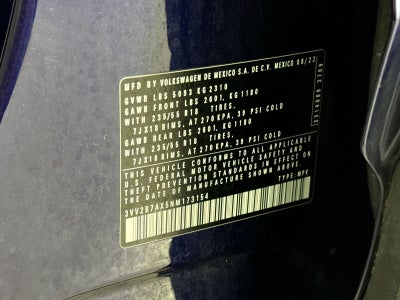 MFD BY VOLKSWAGEN DE MEXICO S.A. DE C.V. MEXICO 08/22
GVWR LBS 5093 KG 2310
GAWR FRONT LBS 2601, KG 1180
WITH 235/55 R18 TIRES,
7JX18 RIMS, AT 270 KPA, 39 PSI COLD
GAWR REAR LBS 2601, KG 1180
WITH 235/55 R18 TIRES,
7JX18 RIMS, AT 270 KPA, 39 PSI COLD
THIS VEHICLE CONFORMS TO ALL APPLICABLE
U.S. FEDERAL MOTOR VEHICLE SAFETY AND
THEFT PREVENTION STANDARDS IN EFFECT ON
THE DATE OF MANUFACTURE SHOWN ABOVE.
TYPE: MPV
3VV2B7AX5NM173154